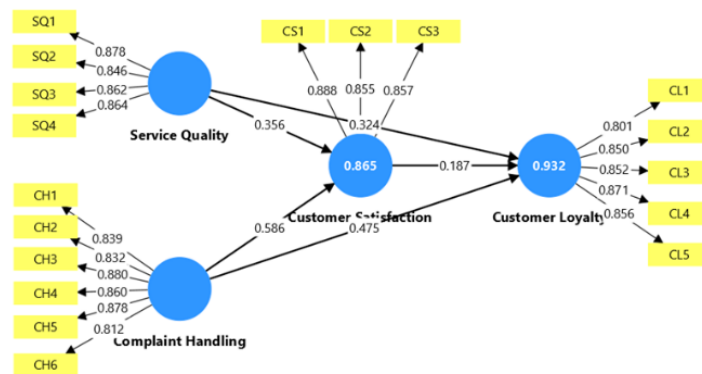 SQ1
SQ2
SQ3
SQ4
0.878
0.846
0.862
0.864
Service Quality
CS1 CS2 CS3
0.888 0.855 0.857
0.356
0.324
0.865
Customer Satisfaction
0.187
0.932
Customer Loyalty
0.801
0.850
0.852
0.871
0.856
CL1
CL2
CL3
CL4
CL5
0.586
0.475
CH1
CH2
CH3
CH4
CH5
CH6
0.839
0.832
0.880
0.860
0.878
0.812
Complaint Handling